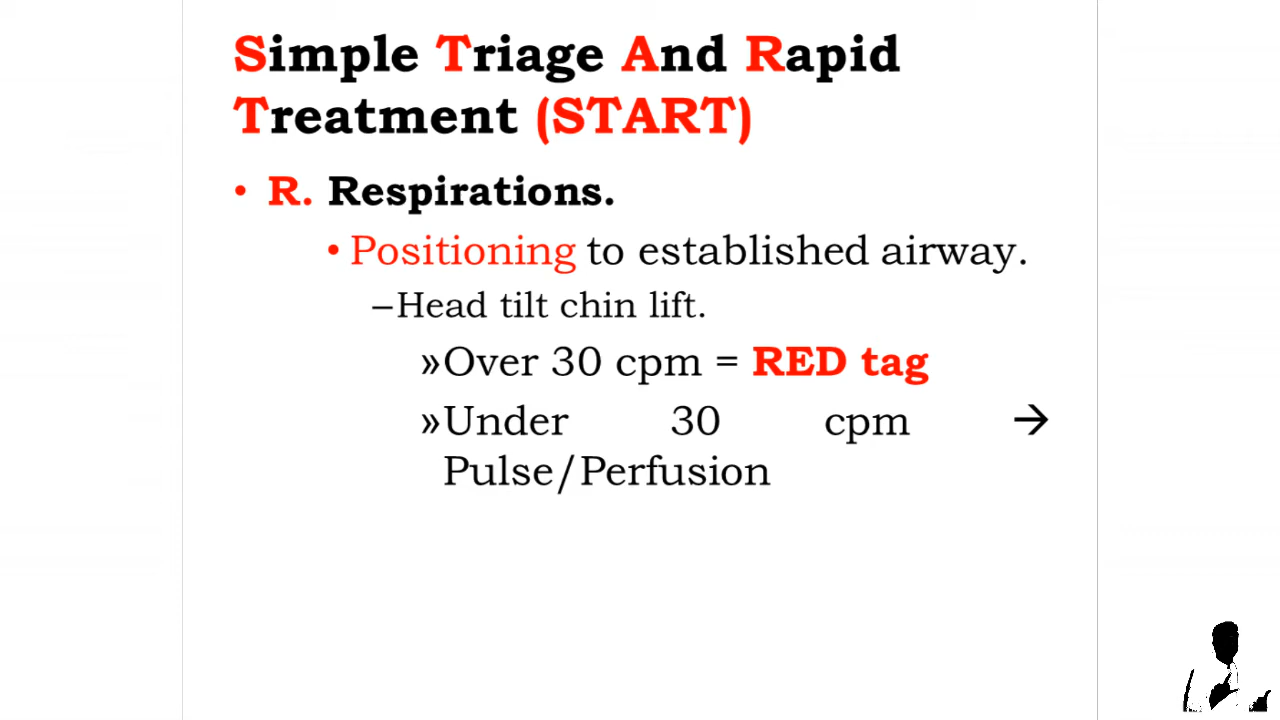 Simple Triage And Rapid
Treatment (START)
• R. Respirations.
• Positioning to established airway.
–Head tilt chin lift.
»Over 30 cpm = RED tag
»Under 30 cpm →
Pulse/Perfusion